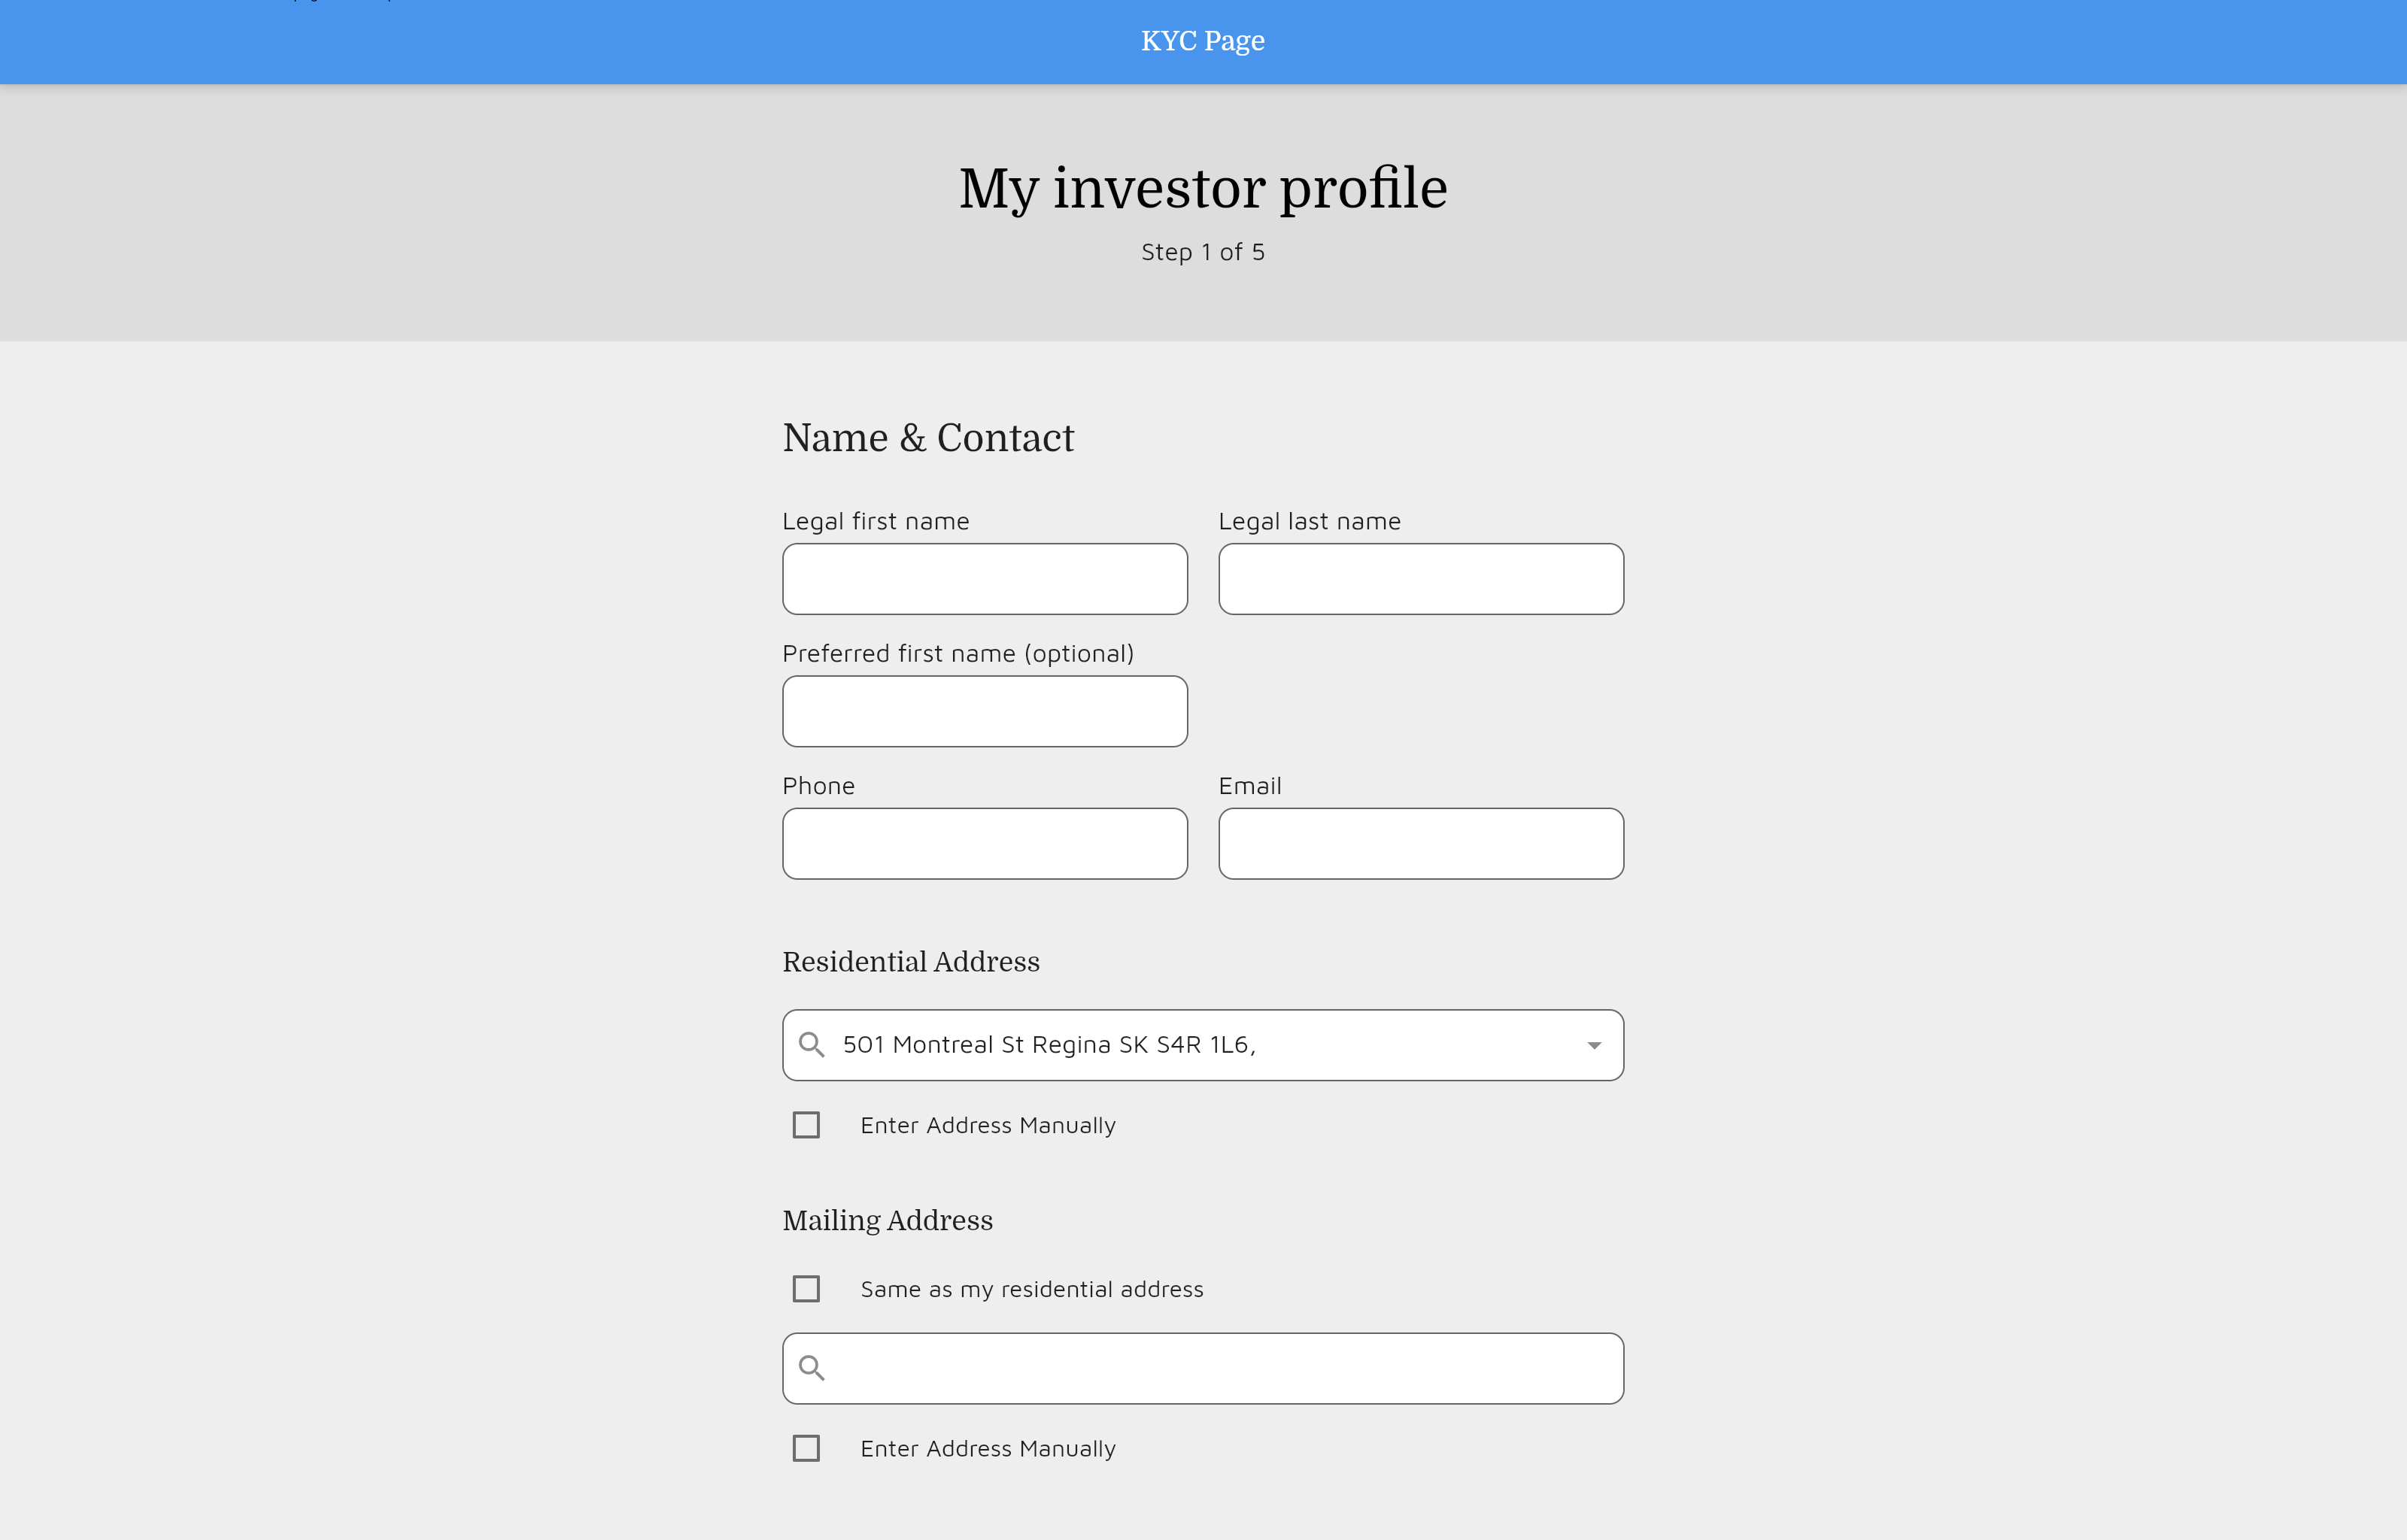 KYC Page
My investor profile
Step 1 of 5
Name & Contact
Legal first name
Legal last name
Preferred first name (optional)
Phone
Email
Residential Address
501 Montreal St Regina SK S4R 1L6,
Enter Address Manually
Mailing Address
Same as my residential address
Enter Address Manually